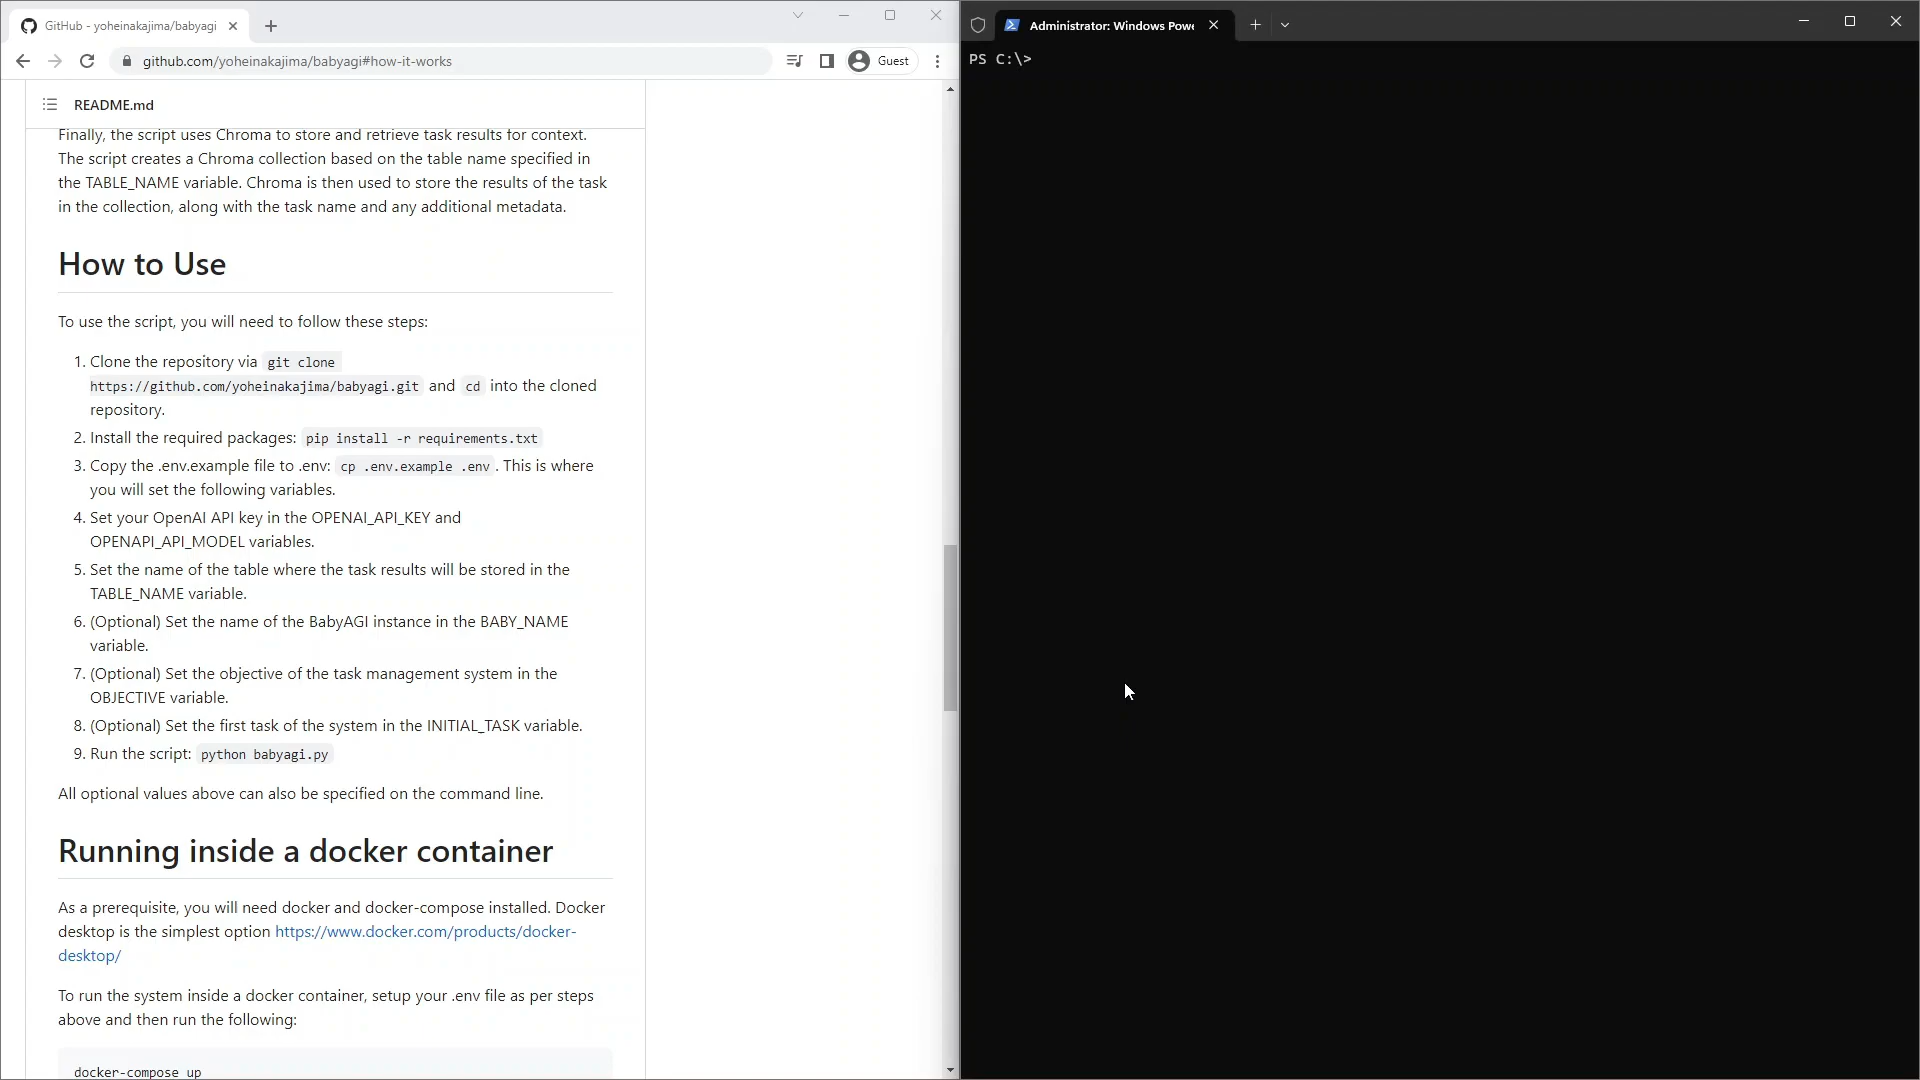 GitHub - yoheinakajima/babyagi
Administrator: Windows Powe
github.com/yoheinakajima/babyagi#how-it-works
Guest
PS C:\>
README.md
Finally, the script uses Chroma to store and retrieve task results for context.
The script creates a Chroma collection based on the table name specified in
the TABLE_NAME variable. Chroma is then used to store the results of the task
in the collection, along with the task name and any additional metadata.
How to Use
To use the script, you will need to follow these steps:
1. Clone the repository via git clone
https://github.com/yoheinakajima/babyagi.git and cd into the cloned
repository.
2. Install the required packages: pip install -r requirements.txt
3. Copy the .env.example file to .env: cp .env.example .env. This is where
you will set the following variables.
4. Set your OpenAI API key in the OPENAI_API_KEY and
OPENAPI_API_MODEL variables.
5. Set the name of the table where the task results will be stored in the
TABLE_NAME variable.
6. (Optional) Set the name of the BabyAGI instance in the BABY_NAME
variable.
7. (Optional) Set the objective of the task management system in the
OBJECTIVE variable.
8. (Optional) Set the first task of the system in the INITIAL_TASK variable.
9. Run the script: python babyagi.py
All optional values above can also be specified on the command line.
Running inside a docker container
As a prerequisite, you will need docker and docker-compose installed. Docker
desktop is the simplest option https://www.docker.com/products/docker-
desktop/
To run the system inside a docker container, setup your .env file as per steps
above and then run the following:
docker-compose up